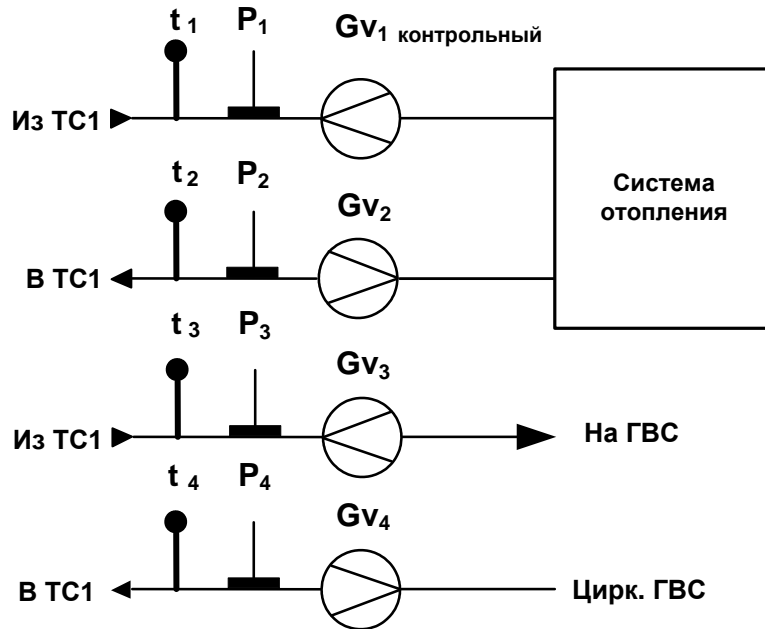 t 1 P1 Gv1 контрольный
Из ТС1
Система
отопления
t 2 P2 Gv2
В ТС1
t 3 P3 Gv3
Из ТС1 На ГВС
t 4 P4 Gv4
В ТС1 Цирк. ГВС